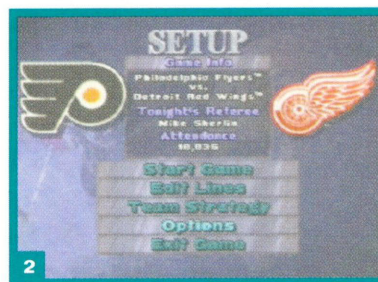 SETUP
Game Info
Philadelphia Flyers™
vs.
Detroit Red Wings™
Tonight's Referee
Mike
Attendance
Start Game
Edit Lines
Team Strategy
Options
Exit Game
2